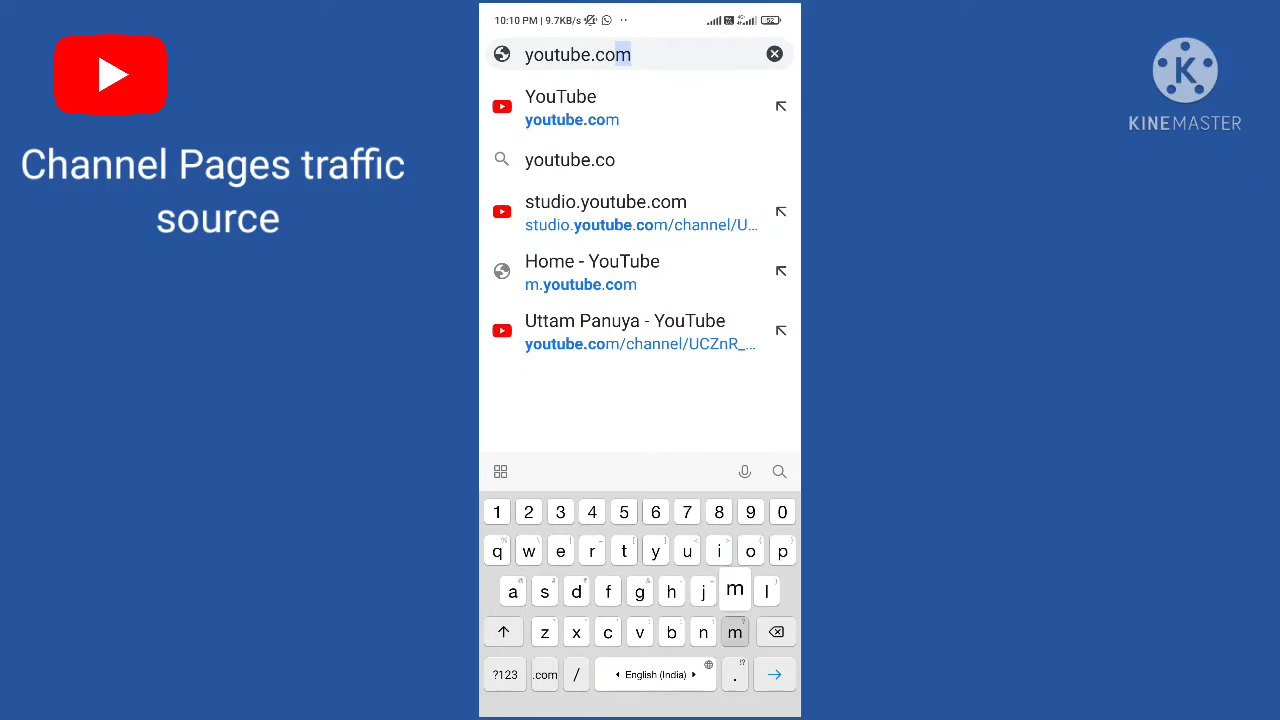 Channel Pages traffic
source
K
KINEMASTER
10:10 PM | 9.7KB/s
52
youtube.com
YouTube
youtube.com
youtube.co
studio.youtube.com
studio.youtube.com/channel/U...
Home - YouTube
m.youtube.com
Uttam Panuya - YouTube
youtube.com/channel/UCZnR_...
1 2 3 4 5 6 7 8 9 0
q w e r t y u i o p
a s d f g h j m l
z x c v b n m
?123 .com / English (India) .